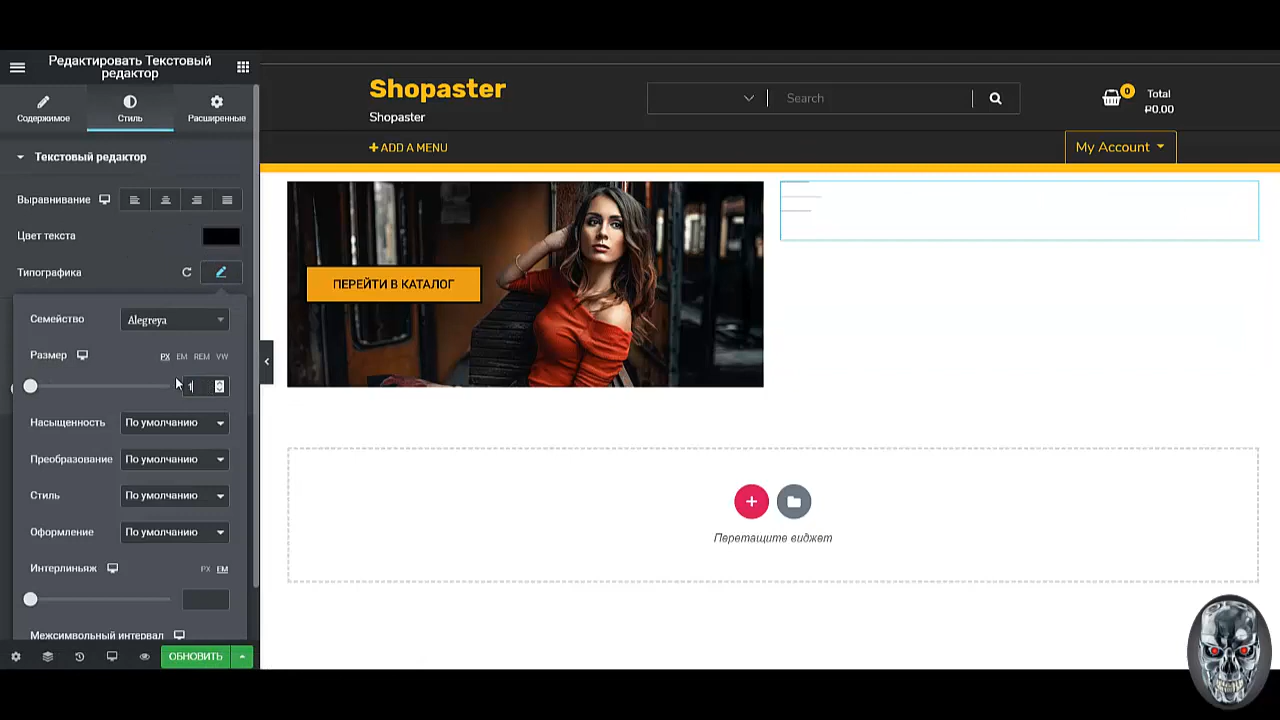 Редактировать Текстовый
редактор
Содержимое
Стиль
Расширенные
Текстовый редактор
Выравнивание
Цвет текста
Типографика
Семейство
Alegreya
Размер
PX EM REM VW
1
Насыщенность
По умолчанию
Преобразование
По умолчанию
Стиль
По умолчанию
Оформление
По умолчанию
Интерлиньяж
PX EM
Межсимвольный интервал
ОБНОВИТЬ
Shopaster
Shopaster
Search
0
Total
₽0.00
ADD A MENU
My Account
ПЕРЕЙТИ В КАТАЛОГ
Перетащите виджет